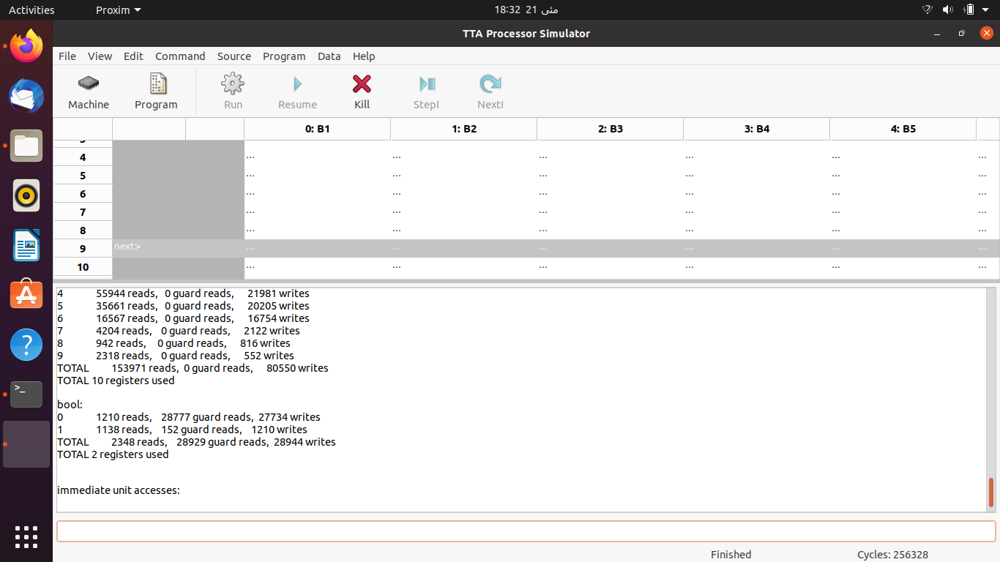 Activities Proxim 18:32 21 مئی
TTA Processor Simulator
File View Edit Command Source Program Data Help
Machine Program Run Resume Kill StepI NextI
0: B1 1: B2 2: B3 3: B4 4: B5
4 ... ... ... ... ... ...
5 ... ... ... ... ... ...
6 ... ... ... ... ... ...
7 ... ... ... ... ... ...
8 ... ... ... ... ... ...
9 next> ... ... ... ... ... ...
10 ... ... ... ... ... ...
4 55944 reads, 0 guard reads, 21981 writes
5 35661 reads, 0 guard reads, 20205 writes
6 16567 reads, 0 guard reads, 16754 writes
7 4204 reads, 0 guard reads, 2122 writes
8 942 reads, 0 guard reads, 816 writes
9 2318 reads, 0 guard reads, 552 writes
TOTAL 153971 reads, 0 guard reads, 80550 writes
TOTAL 10 registers used
bool:
0 1210 reads, 28777 guard reads, 27734 writes
1 1138 reads, 152 guard reads, 1210 writes
TOTAL 2348 reads, 28929 guard reads, 28944 writes
TOTAL 2 registers used
immediate unit accesses:
Finished Cycles: 256328